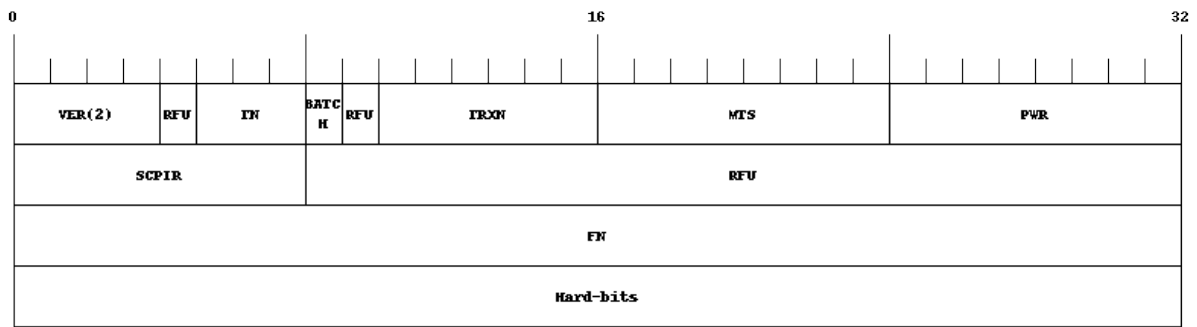 0 16 32
VER(2) RFU TN BATC
H RFU TRXN MTS PWR
SCPIR RFU
FN
Hard-bits